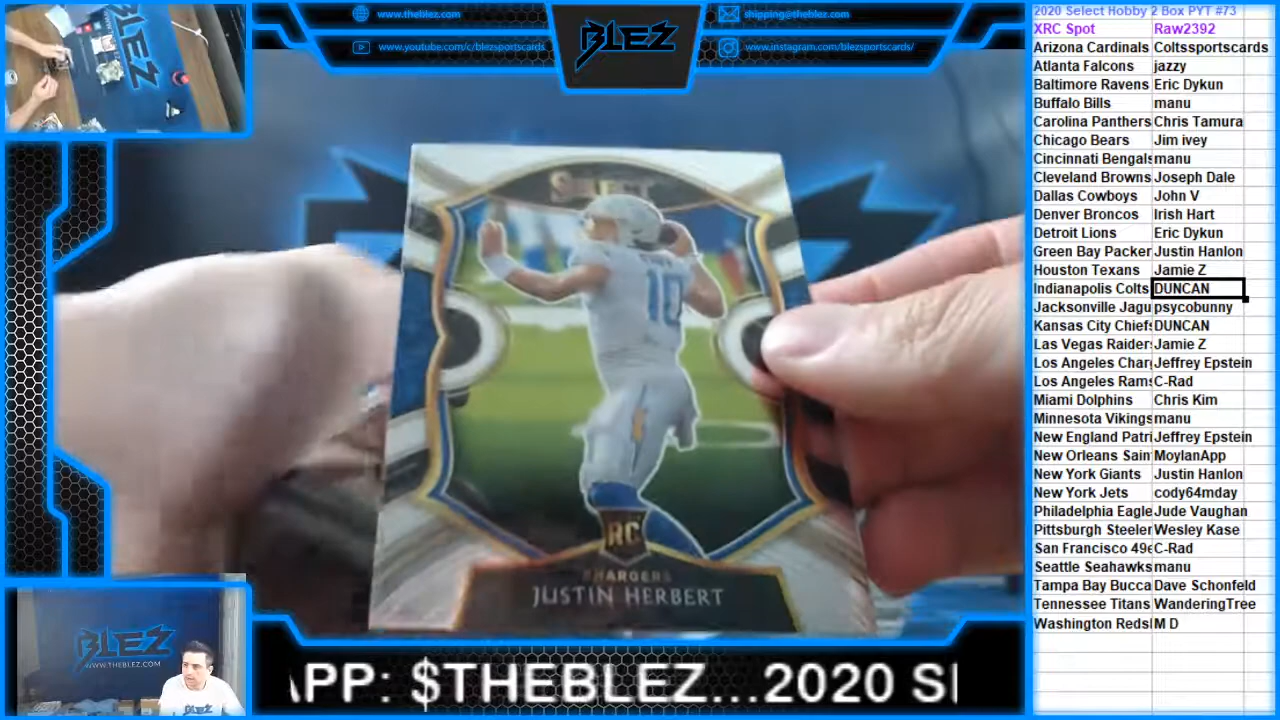 www.theblez.com
shipping@theblez.com
www.youtube.com/c/blezsportscards
www.instagram.com/blezsportscards/
BLEZ
BLEZ
SELECT
10
RC
CHARGERS
JUSTIN HERBERT
BLEZ
WWW.THEBLEZ.COM
APP: $THEBLEZ...2020 S
2020 Select Hobby 2 Box PYT #73
XRC Spot Raw2392
Arizona Cardinals Coltssportscards
Atlanta Falcons jazzy
Baltimore Ravens Eric Dykun
Buffalo Bills manu
Carolina Panthers Chris Tamura
Chicago Bears Jim ivey
Cincinnati Bengals manu
Cleveland Browns Joseph Dale
Dallas Cowboys John V
Denver Broncos Irish Hart
Detroit Lions Eric Dykun
Green Bay Packer Justin Hanlon
Houston Texans Jamie Z
Indianapolis Colts DUNCAN
Jacksonville Jagu psycobunny
Kansas City Chiefs DUNCAN
Las Vegas Raiders Jamie Z
Los Angeles Char Jeffrey Epstein
Los Angeles Rams C-Rad
Miami Dolphins Chris Kim
Minnesota Vikings manu
New England Patri Jeffrey Epstein
New Orleans Sain MoylanApp
New York Giants Justin Hanlon
New York Jets cody64mday
Philadelphia Eagle Jude Vaughan
Pittsburgh Steeler Wesley Kase
San Francisco 49e C-Rad
Seattle Seahawks manu
Tampa Bay Bucca Dave Schonfeld
Tennessee Titans WanderingTree
Washington Reds M D